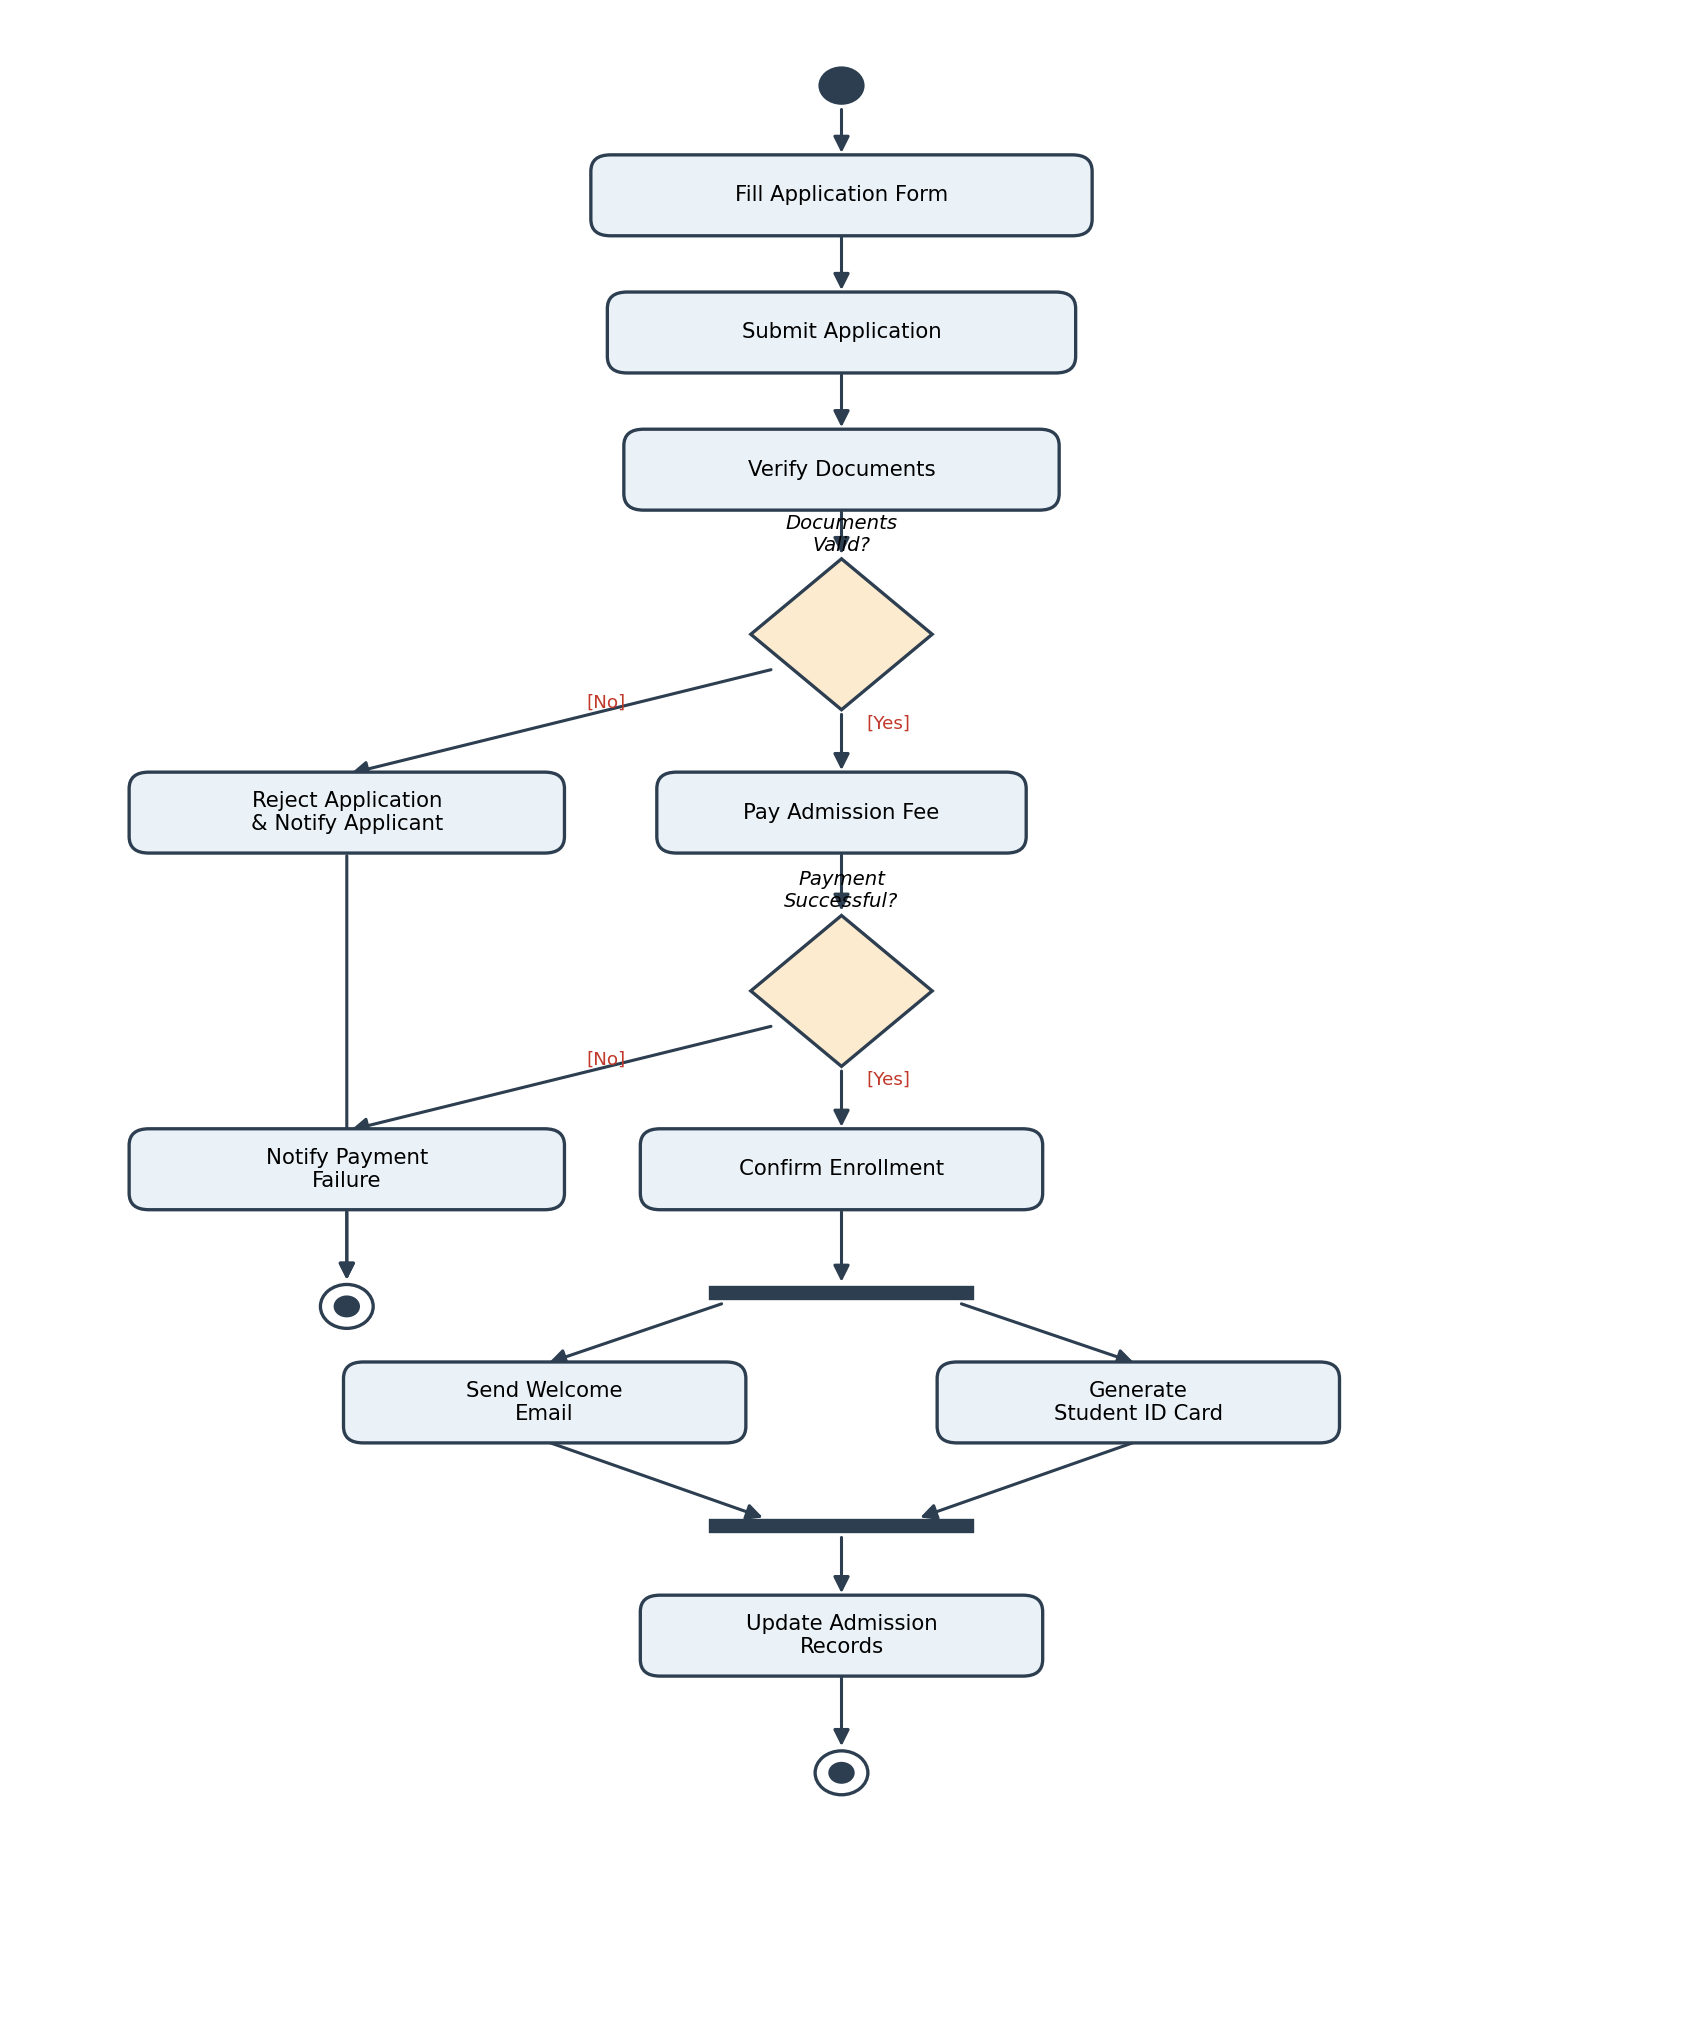 Fill Application Form
Submit Application
Verify Documents
Documents
Valid?
[No]
[Yes]
Reject Application
& Notify Applicant
Pay Admission Fee
Payment
Successful?
[No]
[Yes]
Notify Payment
Failure
Confirm Enrollment
Send Welcome
Email
Generate
Student ID Card
Update Admission
Records